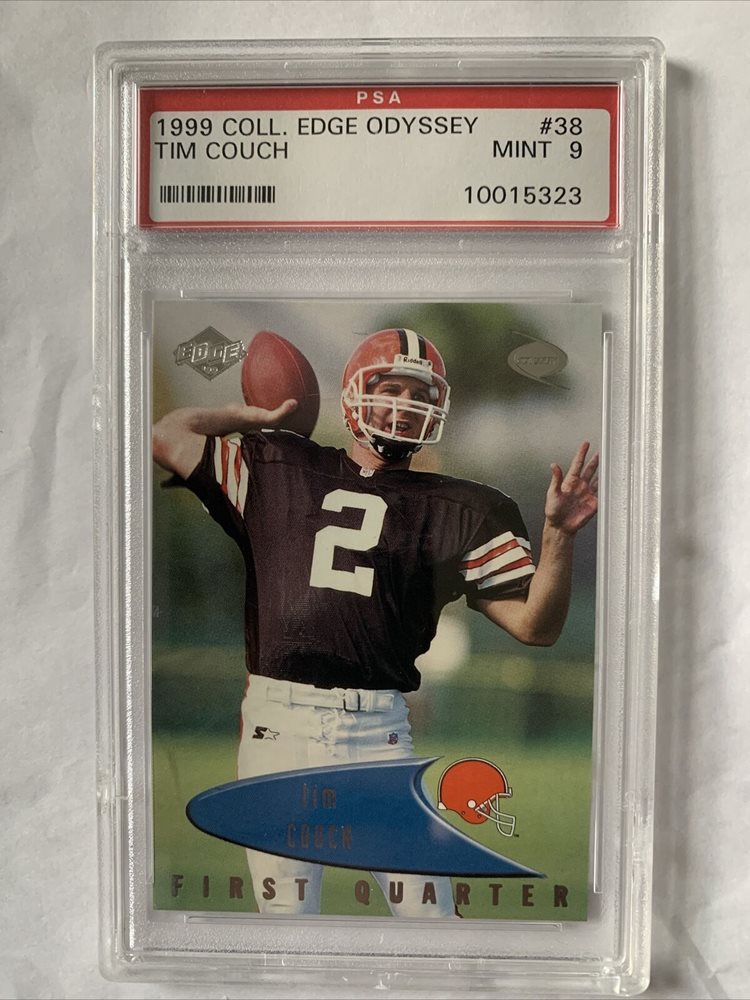 PSA
1999 COLL. EDGE ODYSSEY #38
TIM COUCH MINT 9
10015323
EDGE
Riddell
2
Tim
COUCH
FIRST QUARTER